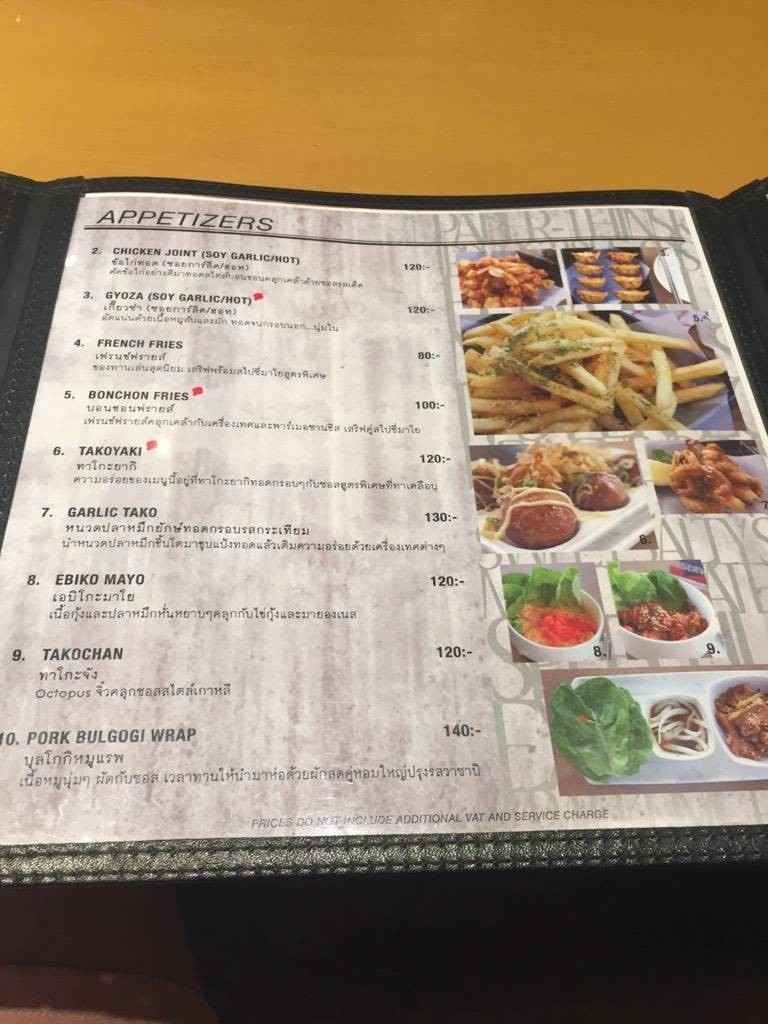 APPETIZERS
2. CHICKEN JOINT (SOY GARLIC/HOT)
ข้อไก่ทอด (ซอยการ์ลิค/ฮอท) 120:-
คัดข้อไก่อย่างดีมาทอดสไตล์บอนชอนคลุกเคล้าด้วยซอสรสเด็ด
3. GYOZA (SOY GARLIC/HOT)
เกี๊ยวซ่า (ซอยการ์ลิค/ฮอท) 120:-
อัดแน่นด้วยเนื้อหมูสับและผัก ทอดจนกรอบนอก...นุ่มใน
4. FRENCH FRIES
เฟรนช์ฟรายส์ 80:-
ของทานเล่นสุดนิยม เสริฟพร้อมสไปซี่มาโยสูตรพิเศษ
5. BONCHON FRIES
บอนชอนฟรายส์ 100:-
เฟรนช์ฟรายส์คลุกเคล้ากับเครื่องเทศและพาร์เมอซานชีส เสริฟคู่สไปซี่มาโย
6. TAKOYAKI
ทาโกะยากิ 120:-
ความอร่อยของเมนูนี้อยู่ที่ทาโกะยากิทอดกรอบๆกับซอสสูตรพิเศษที่ทาเคลือบ
7. GARLIC TAKO
หนวดปลาหมึกยักษ์ทอดกรอบรสกระเทียม 130:-
นำหนวดปลาหมึกชิ้นโตมาชุบแป้งทอดแล้วเติมความอร่อยด้วยเครื่องเทศต่างๆ
8. EBIKO MAYO 120:-
เอบิโกะมาโย
เนื้อกุ้งและปลาหมึกหั่นหยาบๆคลุกกับไข่กุ้งและมายองเนส
9. TAKOCHAN 120:-
ทาโกะจัง
Octopus จิ๋วคลุกซอสสไตล์เกาหลี
10. PORK BULGOGI WRAP 140:-
บุลโกกิหมูแรพ
เนื้อหมูนุ่มๆ ผัดกับซอส เวลาทานให้นำมาห่อด้วยผักสดคู่หอมใหญ่ปรุงรสวาซาบิ
PRICES DO NOT INCLUDE ADDITIONAL VAT AND SERVICE CHARGE
PAPER-THIN SK
3.
5.
6.
7.
8.
9.